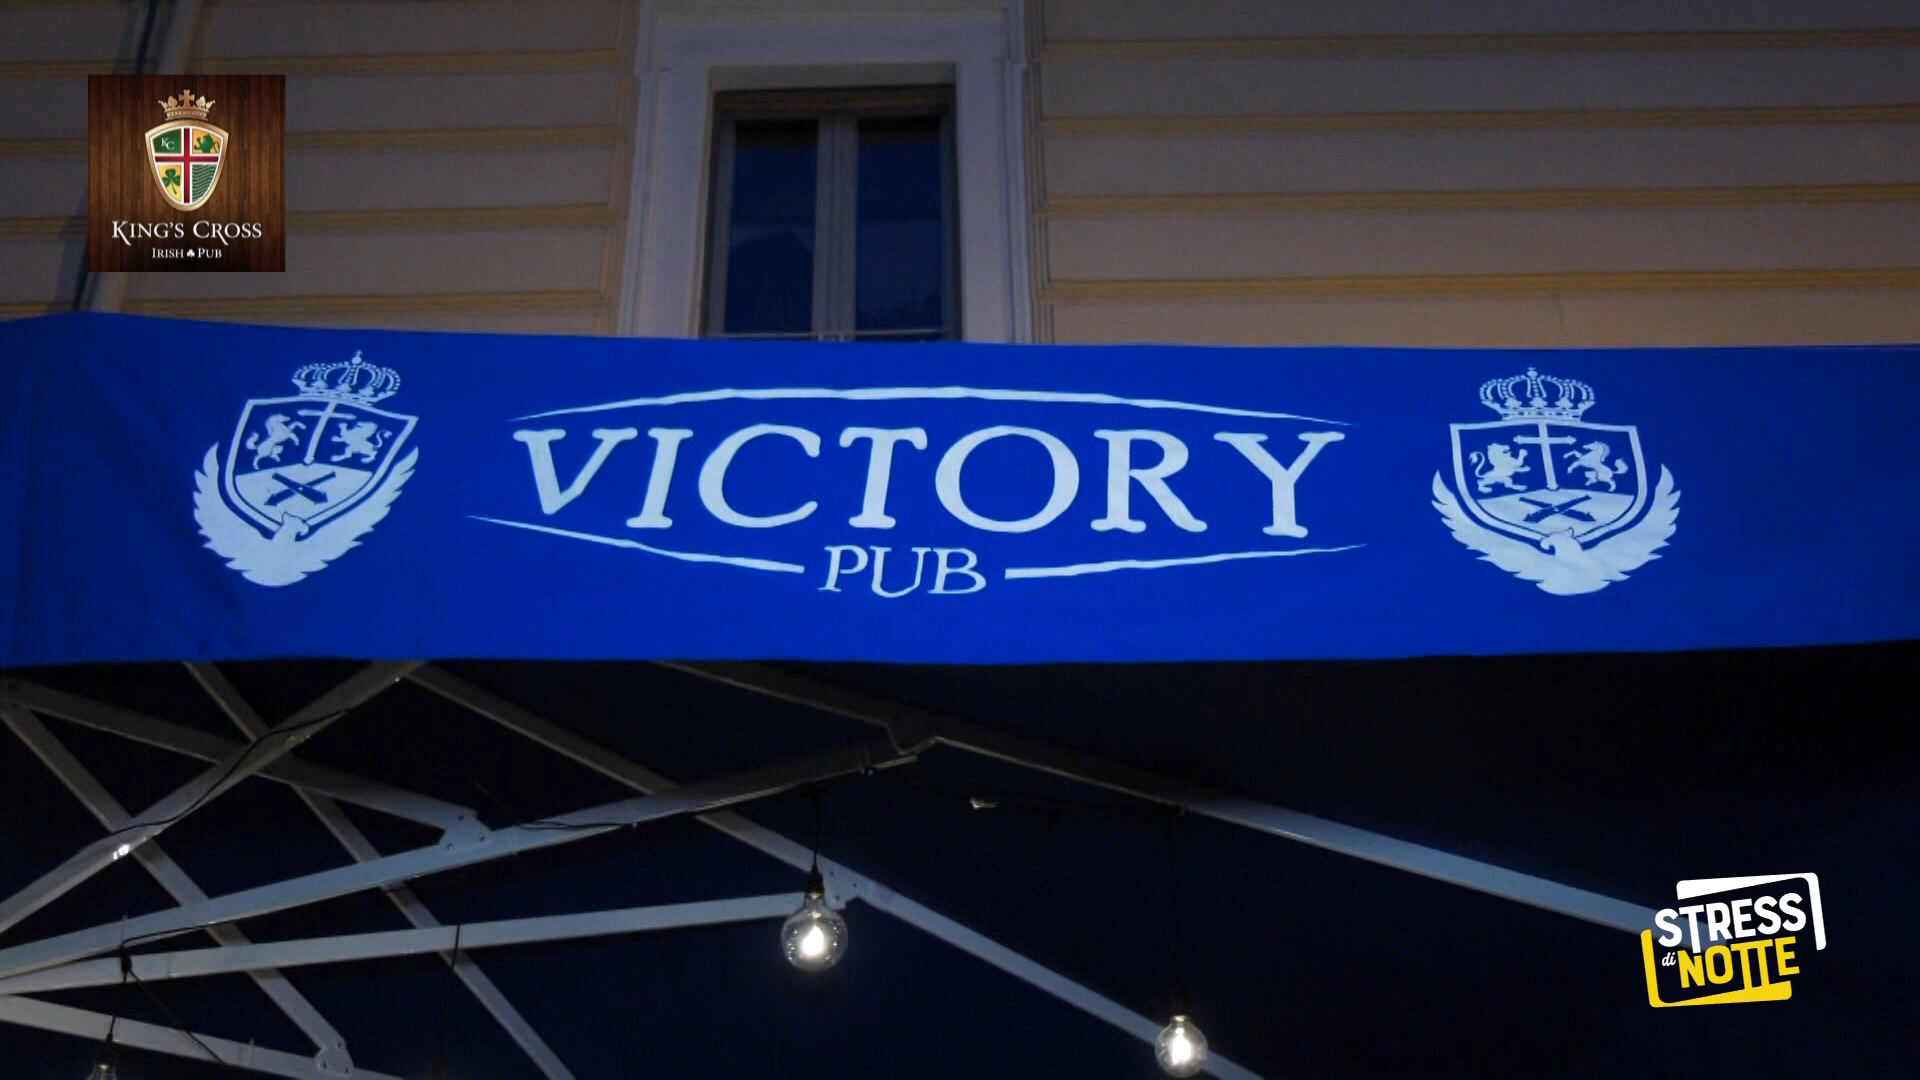 KC
KING'S CROSS
IRISH PUB
VICTORY
PUB
STRESS
di NOTTE